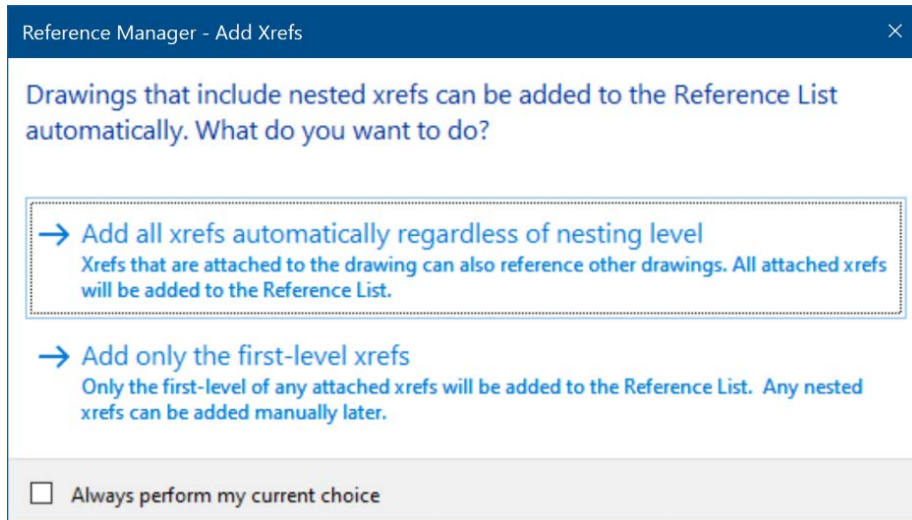 Reference Manager - Add Xrefs
Drawings that include nested xrefs can be added to the Reference List
automatically. What do you want to do?
Add all xrefs automatically regardless of nesting level
Xrefs that are attached to the drawing can also reference other drawings. All attached xrefs
will be added to the Reference List.
Add only the first-level xrefs
Only the first-level of any attached xrefs will be added to the Reference List.  Any nested
xrefs can be added manually later.
Always perform my current choice